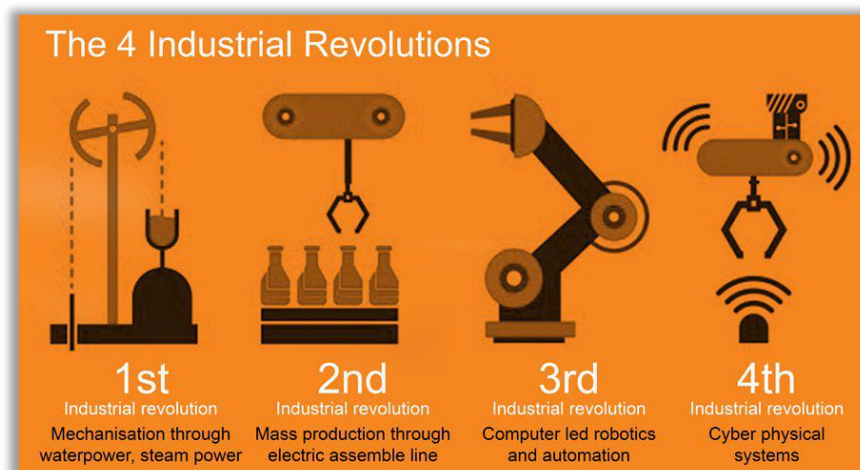 The 4 Industrial Revolutions
1st
Industrial revolution
Mechanisation through
waterpower, steam power
2nd
Industrial revolution
Mass production through
electric assemble line
3rd
Industrial revolution
Computer led robotics
and automation
4th
Industrial revolution
Cyber physical
systems